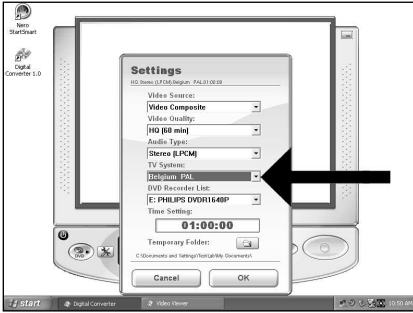 Nero
StartSmart
Digital
Converter 1.0
Settings
HQ Stereo (LPCM) Belgium PAL 01:00:00
Video Source:
Video Composite
Video Quality:
HQ (60 min)
Audio Type:
Stereo (LPCM)
TV System:
Belgium PAL
DVD Recorder List:
E: PHILIPS DVDR1640P
Time Setting:
01:00:00
Temporary Folder:
C:\Documents and Settings\TestLab\My Documents\
Cancel
OK
DVD
start
Digital Converter
Video Viewer
10:50 AM